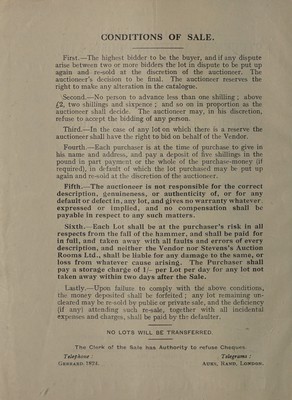 CONDITIONS OF SALE.
First.—The highest bidder to be the buyer, and if any dispute
arise between two or more bidders the lot in dispute to be put up
again and re-sold at the discretion of the auctioneer. The
auctioneer's decision to be final. The auctioneer reserves the
right to make any alteration in the catalogue.
Second.—No person to advance less than one shilling; above
£2, two shillings and sixpence; and so on in proportion as the
auctioneer shall decide. The auctioneer may, in his discretion,
refuse to accept the bidding of any person.
Third.—In the case of any lot on which there is a reserve the
auctioneer shall have the right to bid on behalf of the Vendor.
Fourth.—Each purchaser is at the time of purchase to give in
his name and address, and pay a deposit of five shillings in the
pound in part payment or the whole of the purchase-money (if
required), in default of which the lot purchased may be put up
again and re-sold at the discretion of the auctioneer.
Fifth.—The auctioneer is not responsible for the correct
description, genuineness, or authenticity of, or for any
default or defect in, any lot, and gives no warranty whatever,
expressed or implied, and no compensation shall be
payable in respect to any such matters.
Sixth.—Each Lot shall be at the purchaser's risk in all
respects from the fall of the hammer, and shall be paid for
in full, and taken away with all faults and errors of every
description, and neither the Vendor nor Stevens's Auction
Rooms Ltd., shall be liable for any damage to the same, or
loss from whatever cause arising. The Purchaser shall
pay a storage charge of 1/- per Lot per day for any lot not
taken away within two days after the Sale.
Lastly.—Upon failure to comply with the above conditions,
the money deposited shall be forfeited; any lot remaining un-
cleared may be re-sold by public or private sale, and the deficiency
(if any) attending such re-sale, together with all incidental
expenses and charges, shall be paid by the defaulter.
NO LOTS WILL BE TRANSFERRED.
The Clerk of the Sale has Authority to refuse Cheques.
Telephone: Telegrams:
GERRARD 1824. AUKS, RAND, LONDON.